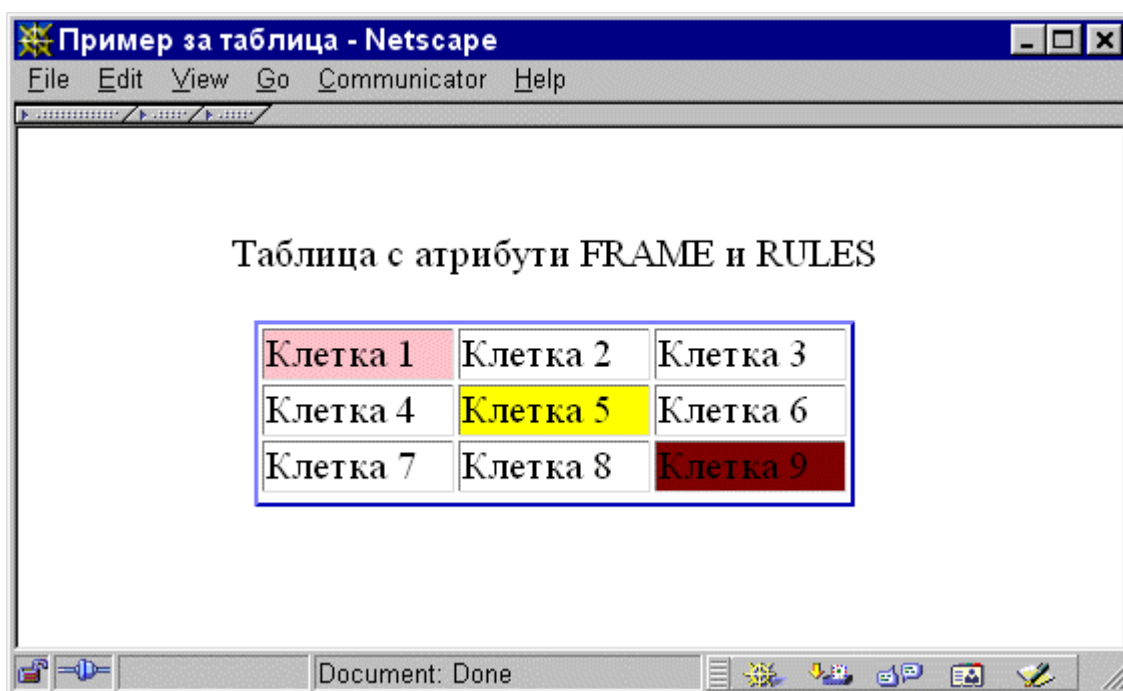 Пример за таблица - Netscape
File Edit View Go Communicator Help
Таблица с атрибути FRAME и RULES
Клетка 1 Клетка 2 Клетка 3
Клетка 4 Клетка 5 Клетка 6
Клетка 7 Клетка 8 Клетка 9
Document: Done